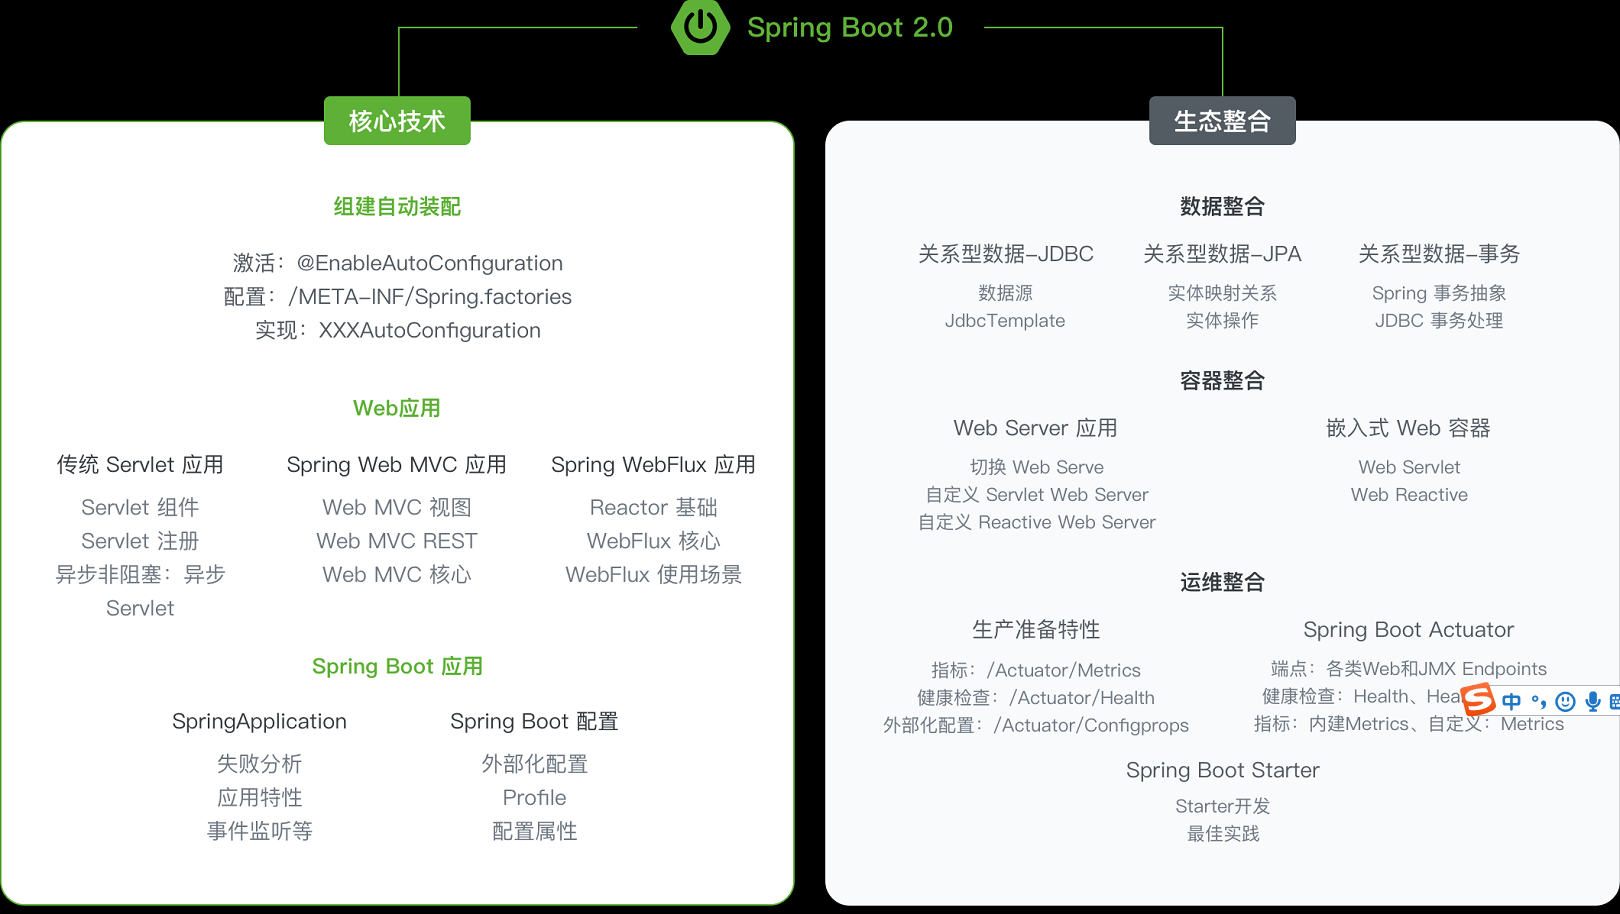 Spring Boot 2.0
核心技术
组建自动装配
激活：@EnableAutoConfiguration
配置：/META-INF/Spring.factories
实现：XXXAutoConfiguration
Web应用
传统 Servlet 应用
Servlet 组件
Servlet 注册
异步非阻塞：异步
Servlet
Spring Web MVC 应用
Web MVC 视图
Web MVC REST
Web MVC 核心
Spring WebFlux 应用
Reactor 基础
WebFlux 核心
WebFlux 使用场景
Spring Boot 应用
SpringApplication
失败分析
应用特性
事件监听等
Spring Boot 配置
外部化配置
Profile
配置属性
生态整合
数据整合
关系型数据-JDBC
数据源
JdbcTemplate
关系型数据-JPA
实体映射关系
实体操作
关系型数据-事务
Spring 事务抽象
JDBC 事务处理
容器整合
Web Server 应用
切换 Web Serve
自定义 Servlet Web Server
自定义 Reactive Web Server
嵌入式 Web 容器
Web Servlet
Web Reactive
运维整合
生产准备特性
指标：/Actuator/Metrics
健康检查：/Actuator/Health
外部化配置：/Actuator/Configprops
Spring Boot Actuator
端点：各类Web和JMX Endpoints
健康检查：Health、
指标：内建Metrics、自定义：Metrics
中
Spring Boot Starter
Starter开发
最佳实践